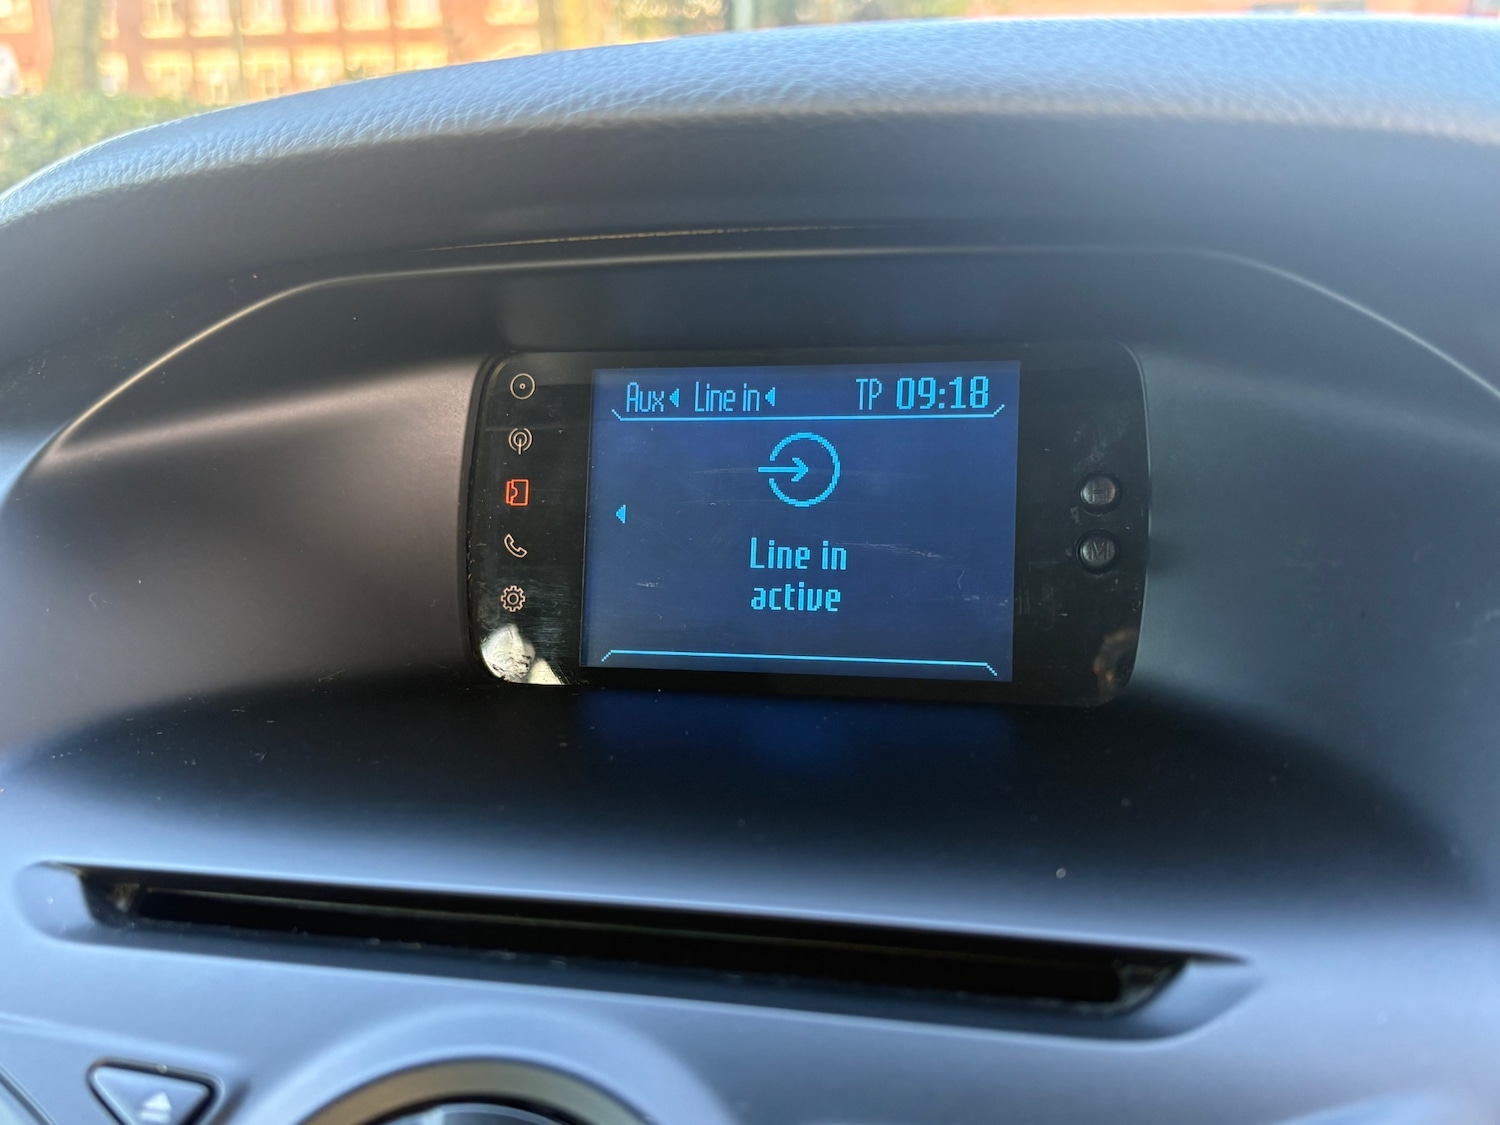 Aux Line in TP 09:18
Line in
active
H
M